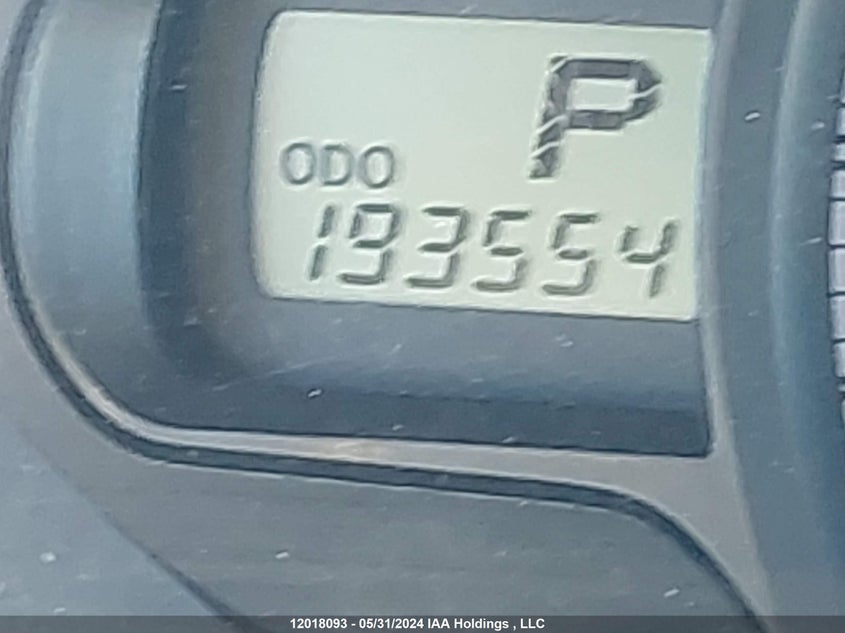 P
ODO
193554
12018093 - 05/31/2024 IAA Holdings , LLC